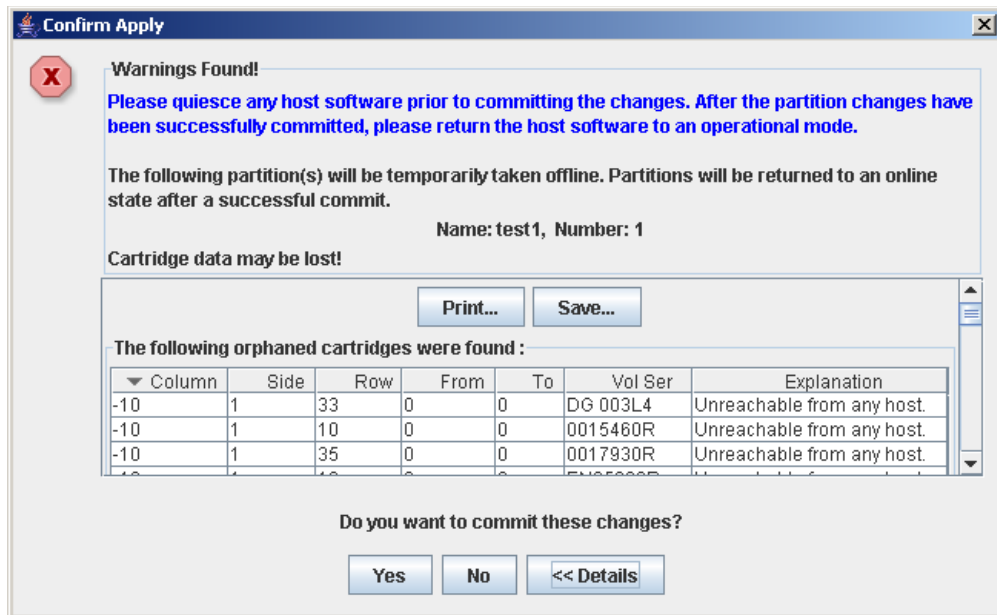 Confirm Apply
Warnings Found!
Please quiesce any host software prior to committing the changes. After the partition changes have
been successfully committed, please return the host software to an operational mode.
The following partition(s) will be temporarily taken offline. Partitions will be returned to an online
state after a successful commit.
Name: test1, Number: 1
Cartridge data may be lost!
Print... Save...
The following orphaned cartridges were found :
Column Side Row From To Vol Ser Explanation
-10 1 33 0 0 DG 003L4 Unreachable from any host.
-10 1 10 0 0 0015460R Unreachable from any host.
-10 1 35 0 0 0017930R Unreachable from any host.
Do you want to commit these changes?
Yes No << Details